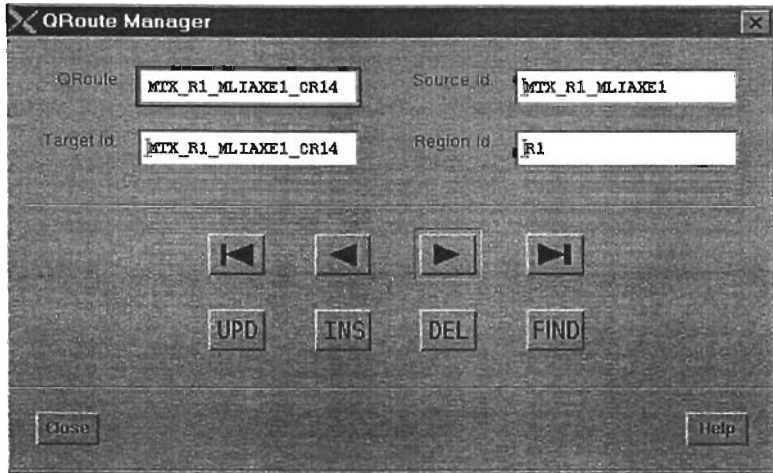 QRoute Manager
QRoute MTX_R1_MLIAXE1_CR14 Source Id. MTX_R1_MLIAXE1
Target Id. MTX_R1_MLIAXE1_CR14 Region Id. R1
UPD INS DEL FIND
Close Help